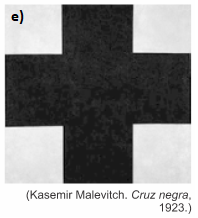 e)
(Kasemir Malevitch. Cruz negra,
1923.)